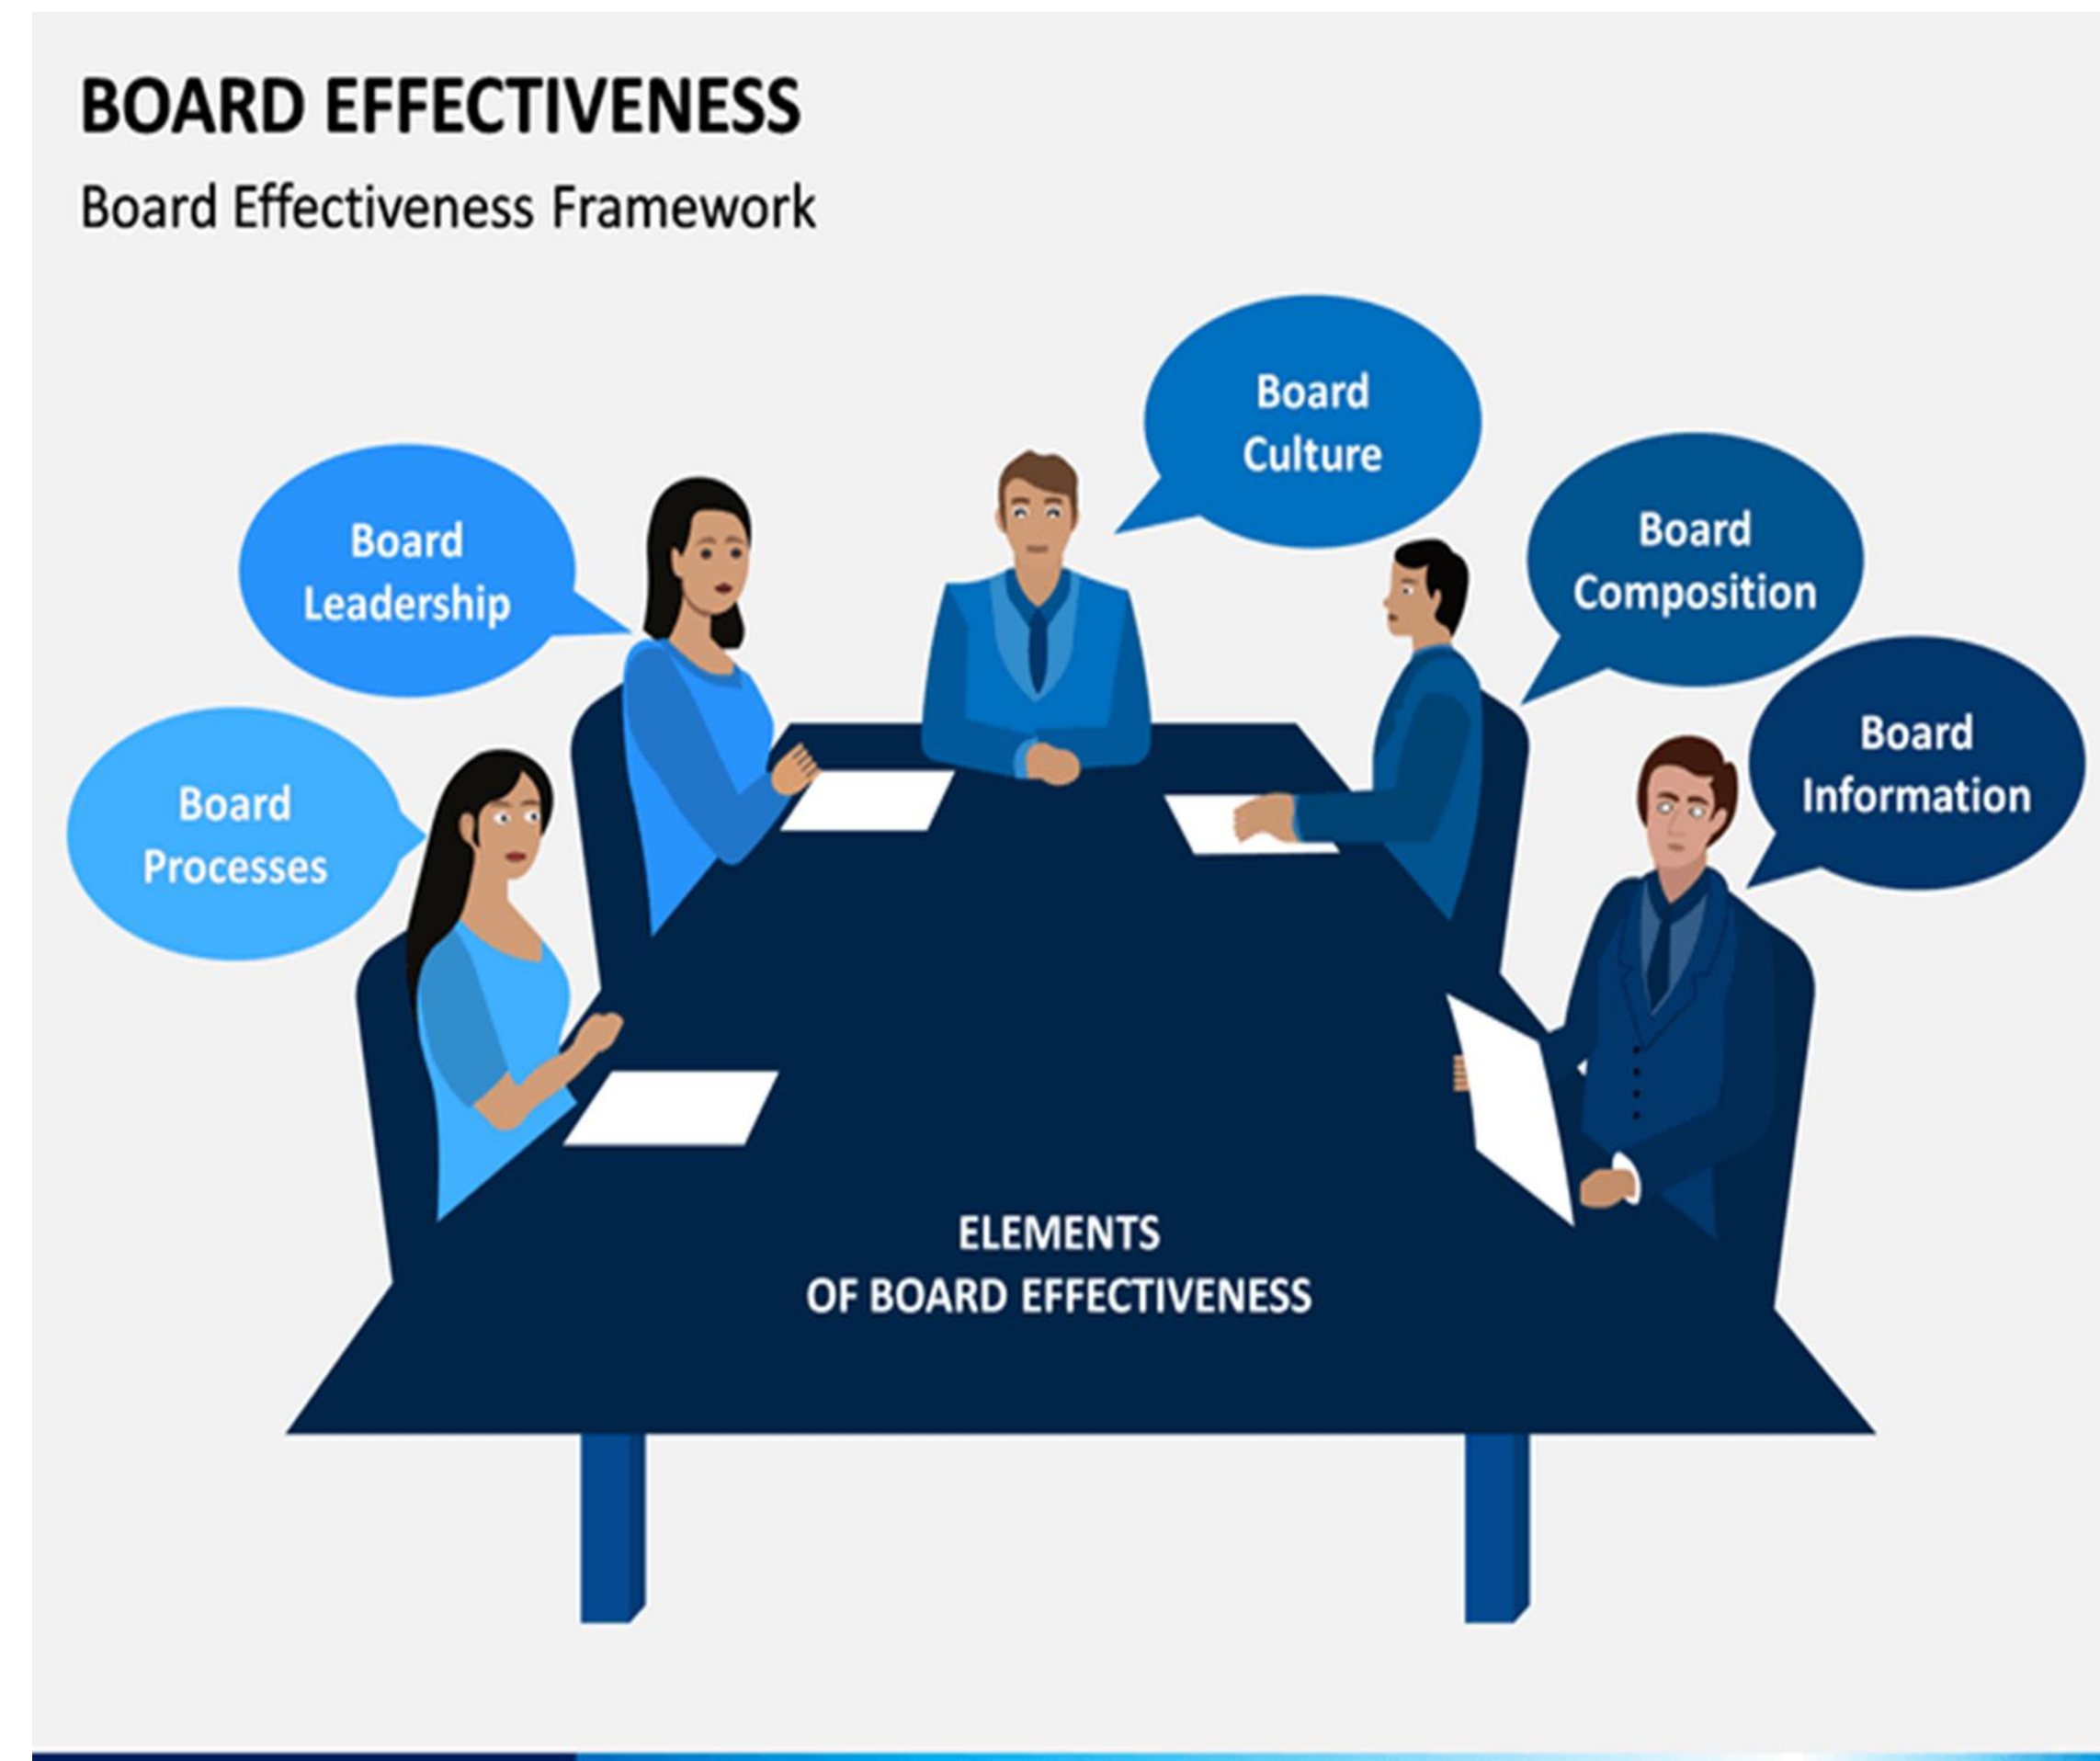 BOARD EFFECTIVENESS
Board Effectiveness Framework
Board
Culture
Board
Leadership
Board
Composition
Board
Processes
Board
Information
ELEMENTS
OF BOARD EFFECTIVENESS